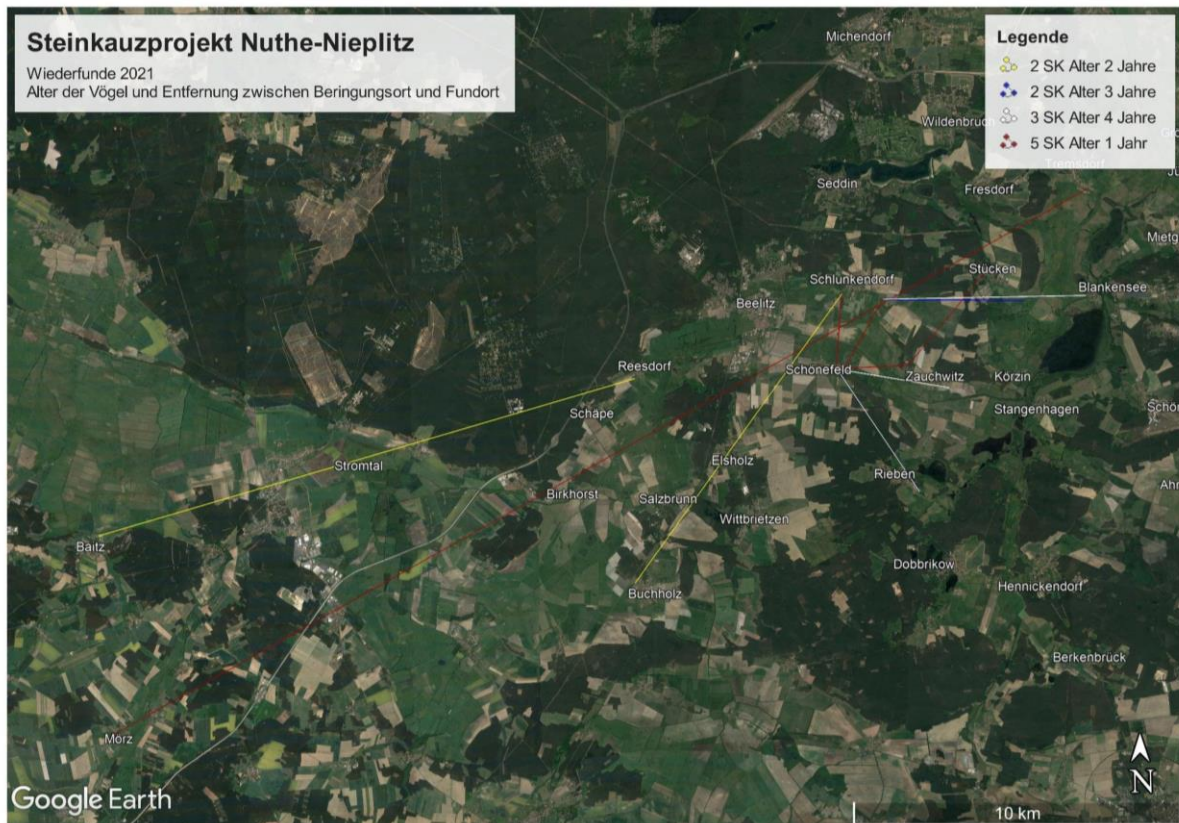 Steinkauzprojekt Nuthe-Nieplitz
Wiederfunde 2021
Alter der Vögel und Entfernung zwischen Beringungsort und Fundort
Legende
2 SK Alter 2 Jahre
2 SK Alter 3 Jahre
3 SK Alter 4 Jahre
5 SK Alter 1 Jahr
Michendorf
Wildenbruch
Tremsdorf
Seddin
Fresdorf
Schlunkendorf
Stücken
Blankensee
Beelitz
Reesdorf
Schönefeld
Zauchwitz
Körzin
Schäpe
Stangenhagen
Stromtal
Elsholz
Rieben
Birkhorst
Salzbrunn
Wittbrietzen
Baitz
Dobbrikow
Hennickendorf
Buchholz
Berkenbrück
Mörz
N
Google Earth
10 km